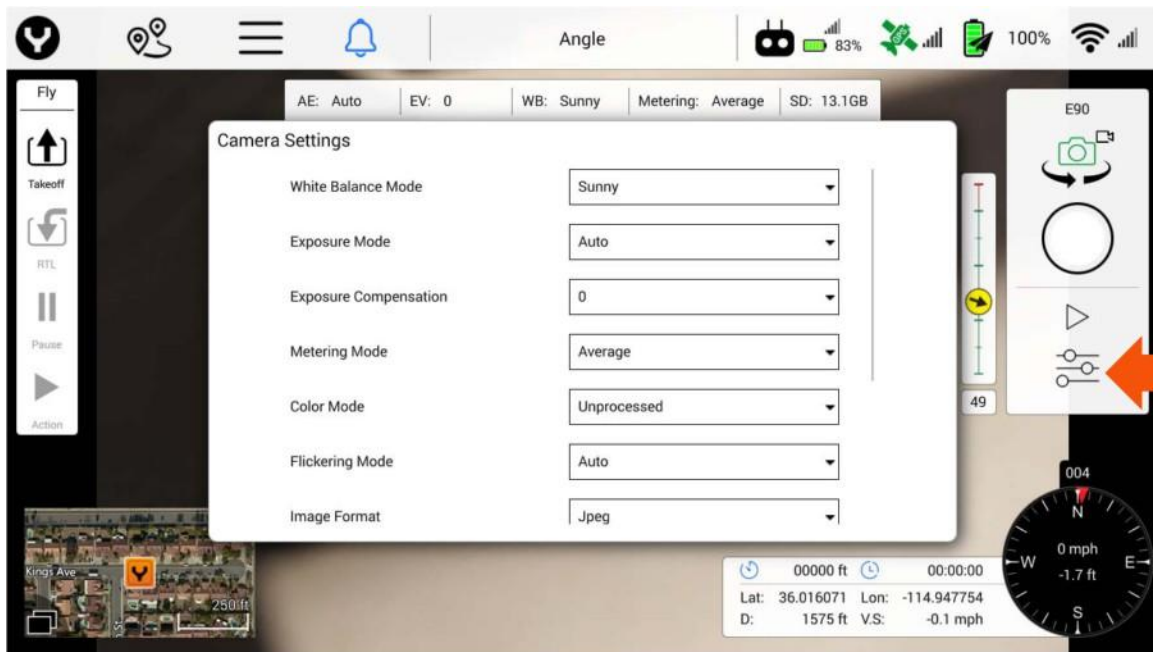 Angle
83%
GPS
100%
Fly
Takeoff
RTL
Pause
Action
AE: Auto EV: 0 WB: Sunny Metering: Average SD: 13.1GB
Camera Settings
White Balance Mode Sunny
Exposure Mode Auto
Exposure Compensation 0
Metering Mode Average
Color Mode Unprocessed
Flickering Mode Auto
Image Format Jpeg
E90
49
Kings Ave
250 ft
00000 ft 00:00:00
Lat: 36.016071 Lon: -114.947754
D: 1575 ft V.S: -0.1 mph
004
N
W 0 mph E
-1.7 ft
S